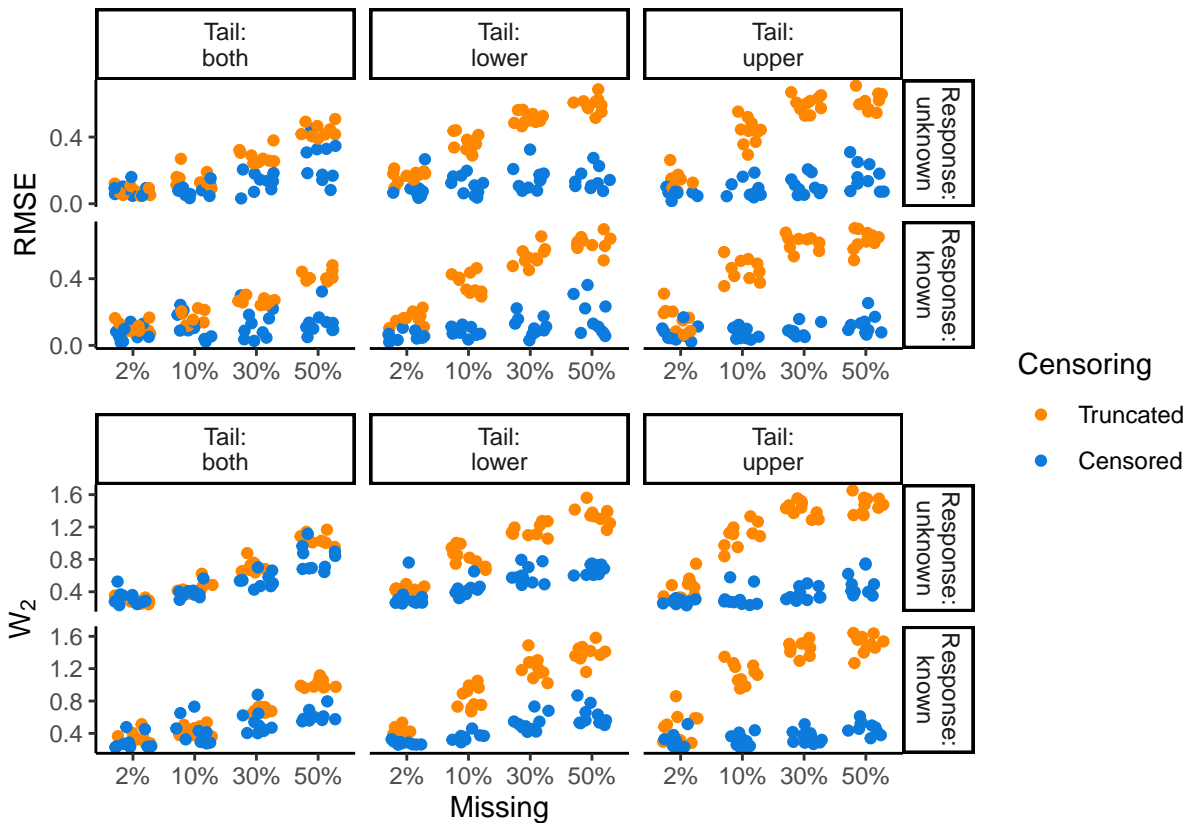 Tail:
both
Tail:
lower
Tail:
upper
RMSE
0.4
0.0
Response:
unknown
0.4
0.0
Response:
known
2%
10%
30%
50%
2%
10%
30%
50%
2%
10%
30%
50%
Censoring
Truncated
Censored
Tail:
both
Tail:
lower
Tail:
upper
W2
1.6
1.2
0.8
0.4
Response:
unknown
1.6
1.2
0.8
0.4
Response:
known
2%
10%
30%
50%
2%
10%
30%
50%
2%
10%
30%
50%
Missing